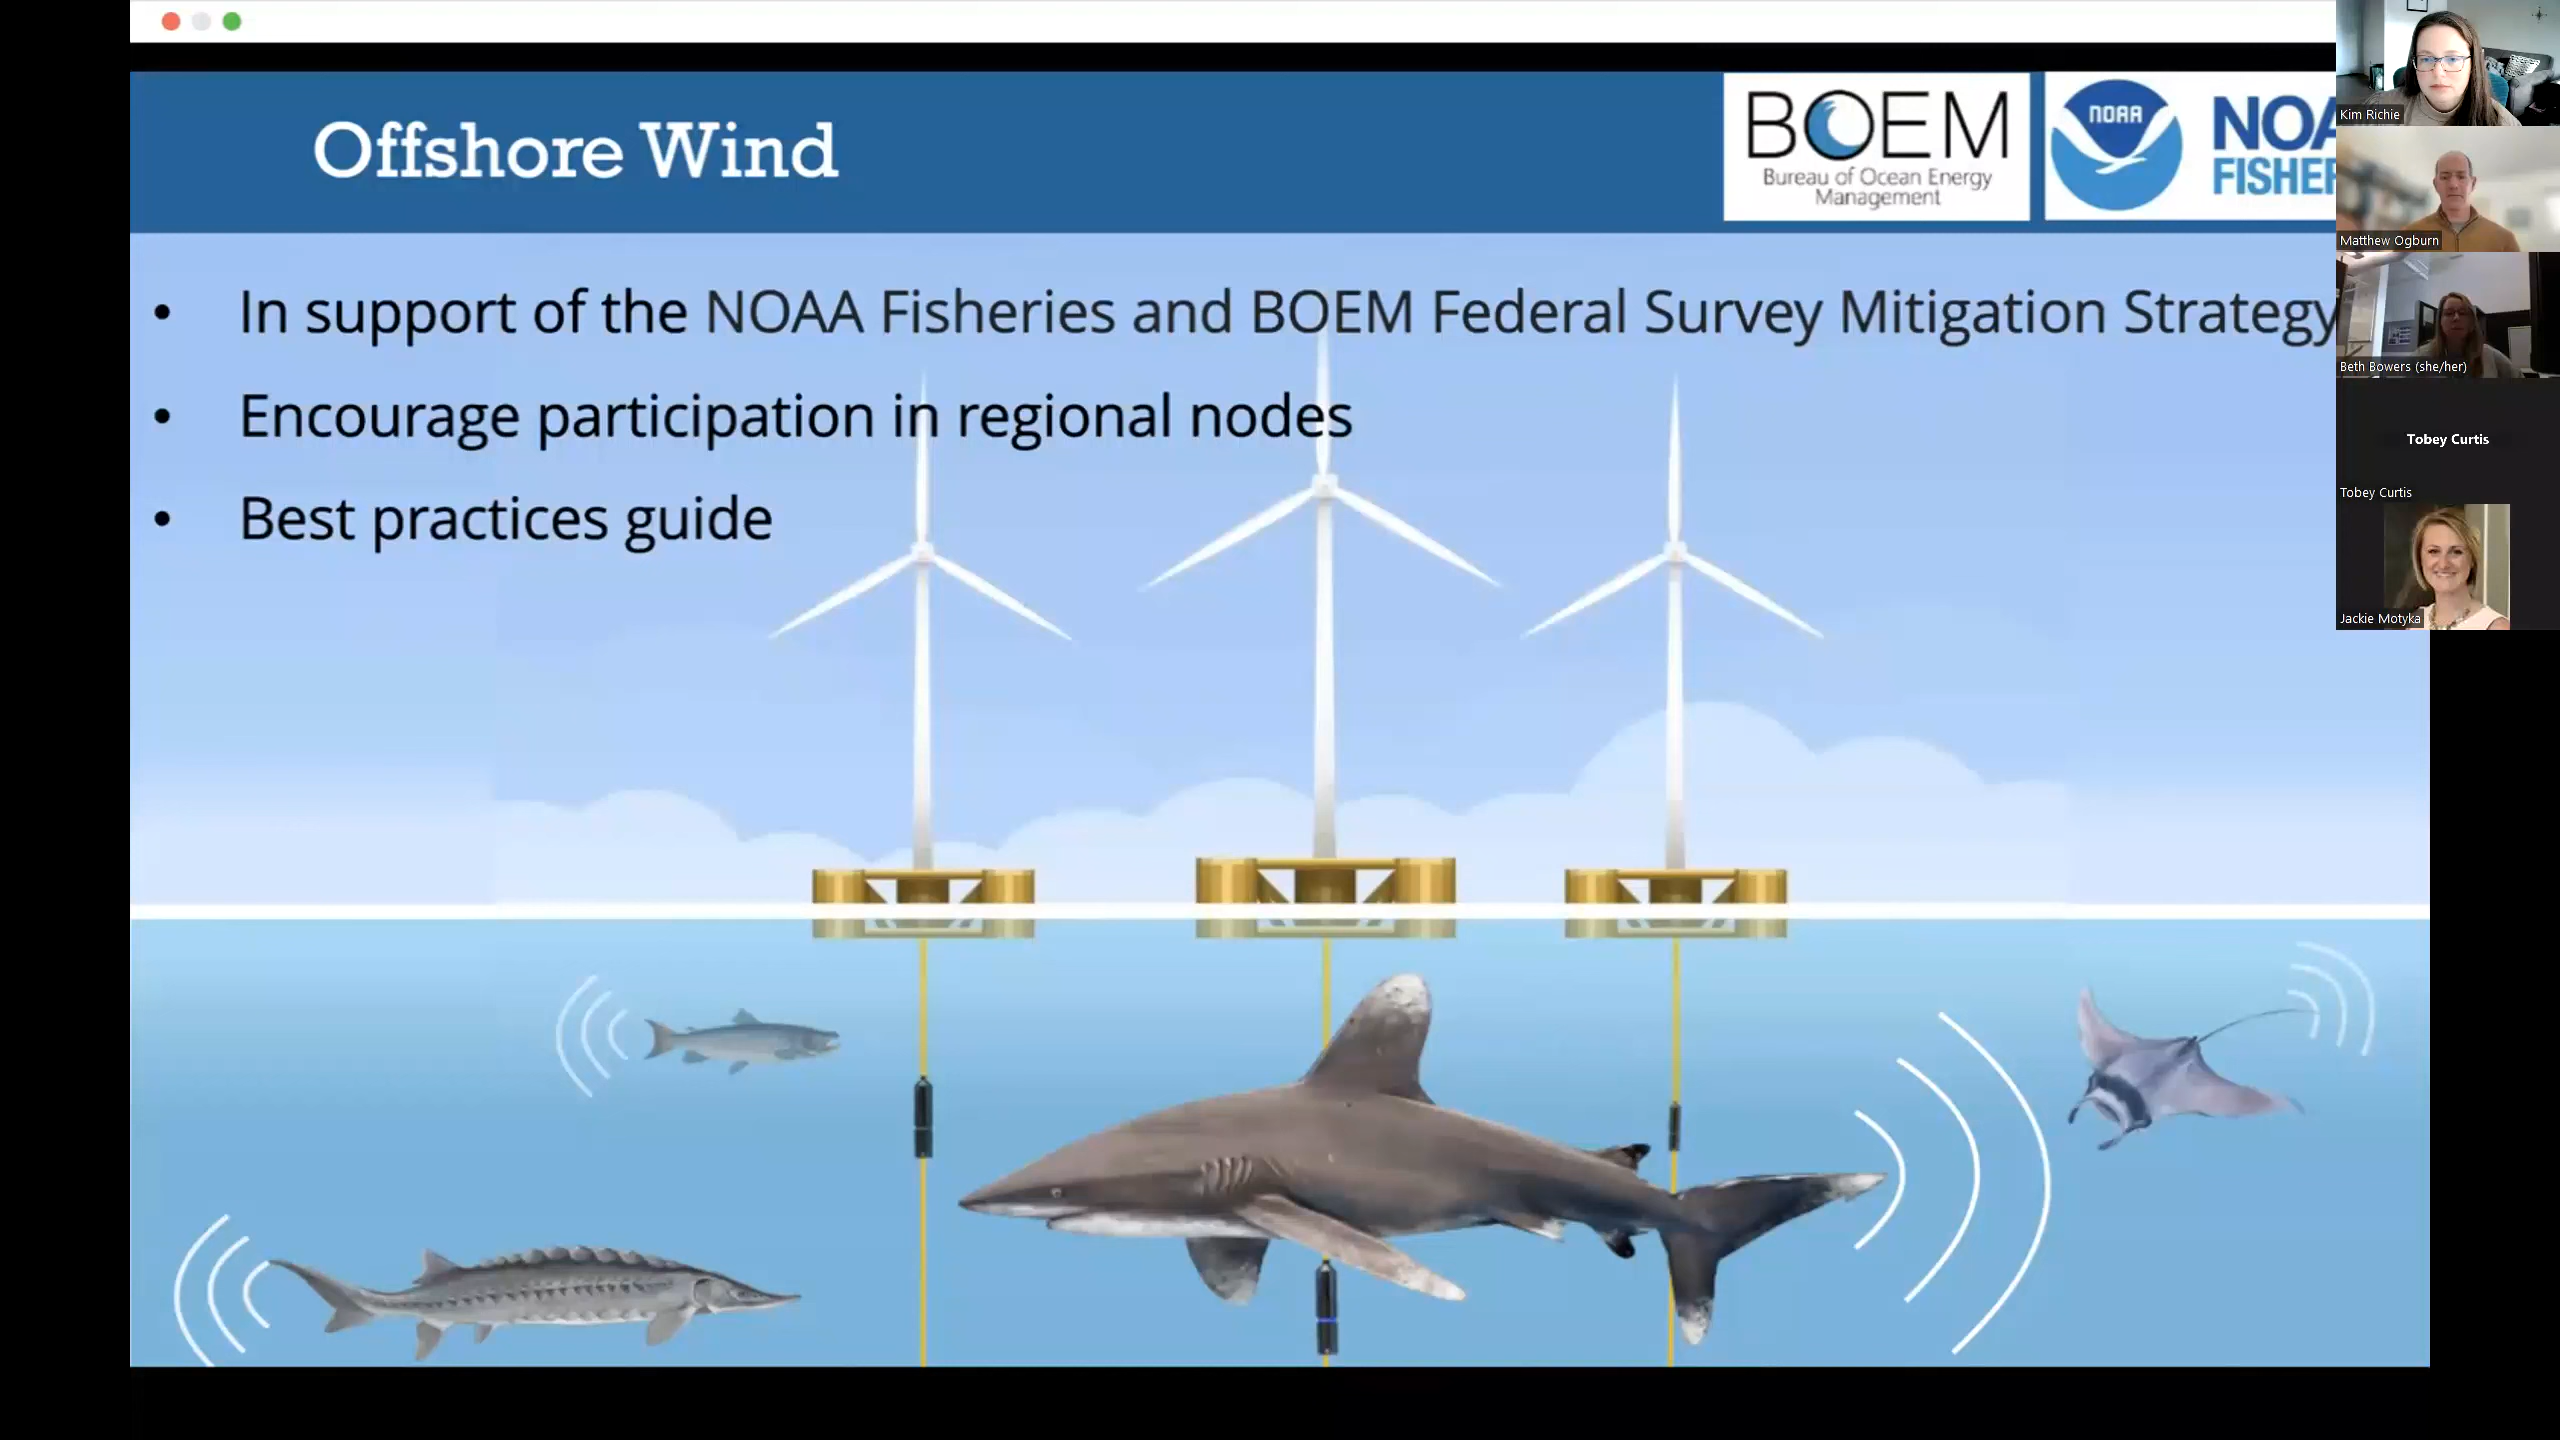 Offshore Wind
BOEM
Bureau of Ocean Energy
Management
NOAA
NOA
FISHER
• In support of the NOAA Fisheries and BOEM Federal Survey Mitigation Strategy
• Encourage participation in regional nodes
• Best practices guide
Kim Richie
Matthew Ogburn
Beth Bowers (she/her)
Tobey Curtis
Tobey Curtis
Jackie Motyka